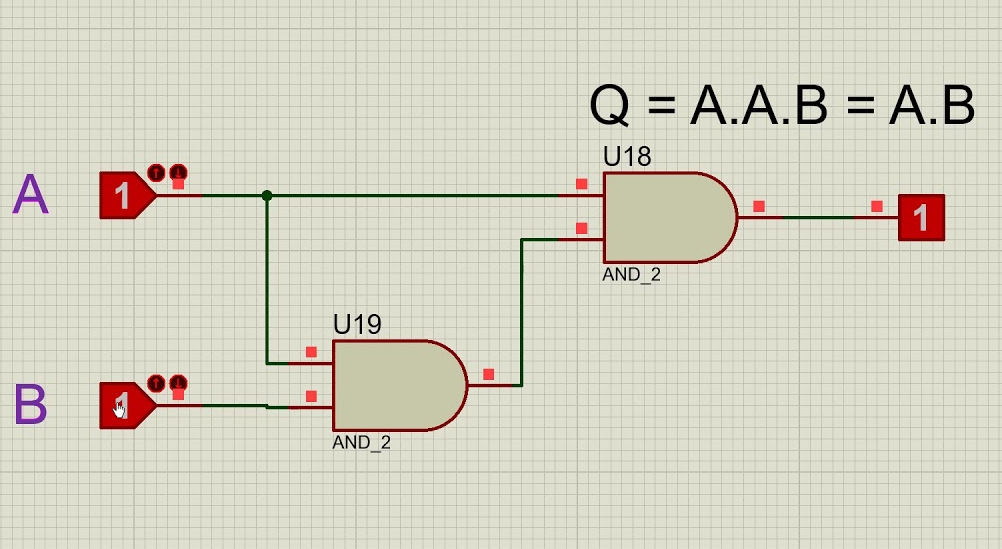 Q = A.A.B = A.B
U18
A
1
1
AND_2
U19
B
1
AND_2